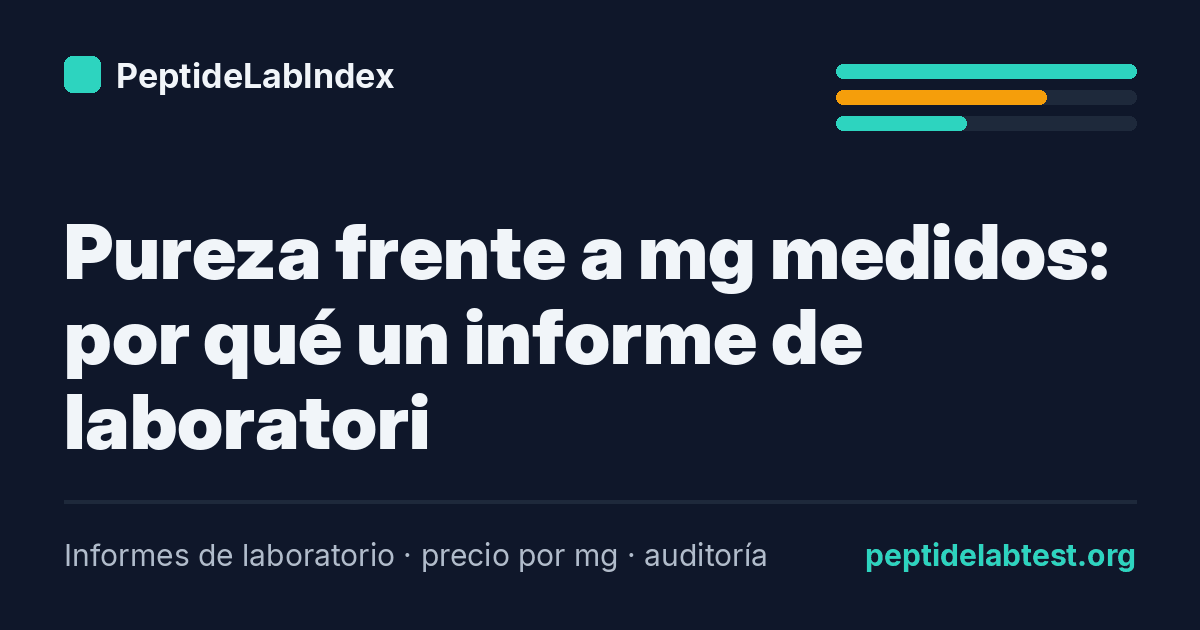 PeptideLabIndex
Pureza frente a mg medidos:
por qué un informe de
laboratori
Informes de laboratorio · precio por mg · auditoría
peptidelabtest.org